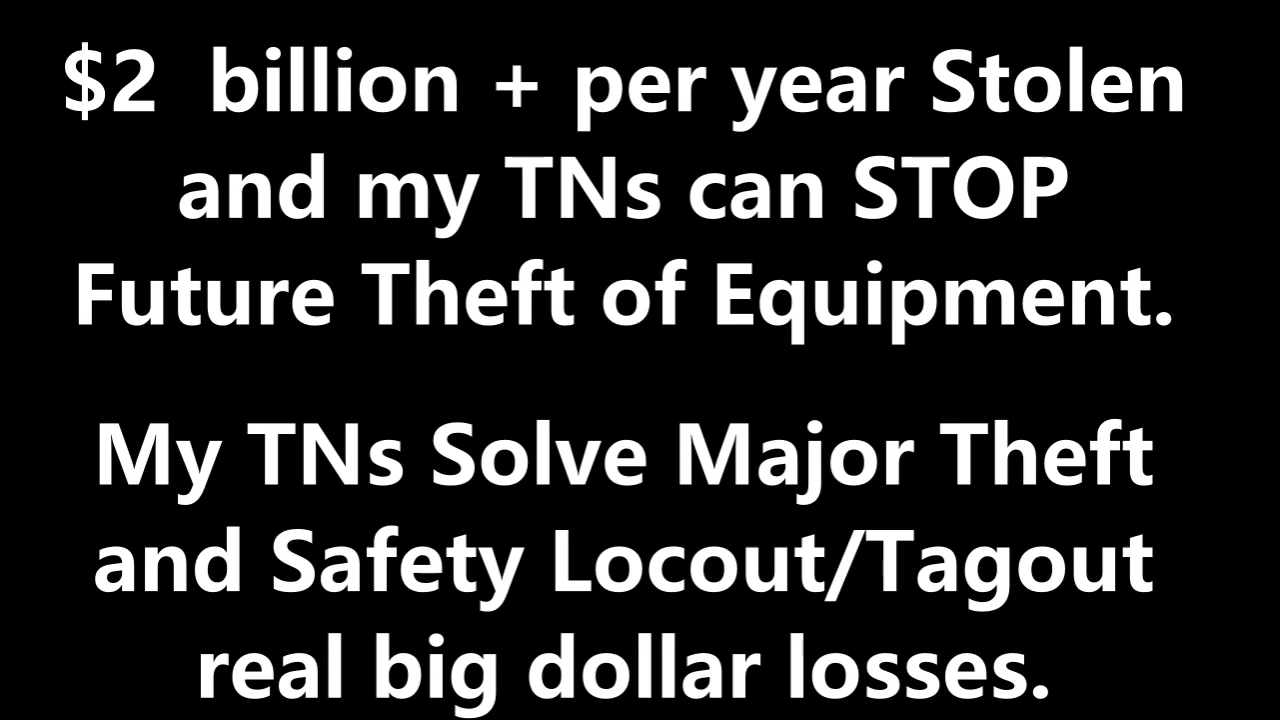 $2  billion + per year Stolen
and my TNs can STOP
Future Theft of Equipment.
My TNs Solve Major Theft
and Safety Locout/Tagout
real big dollar losses.